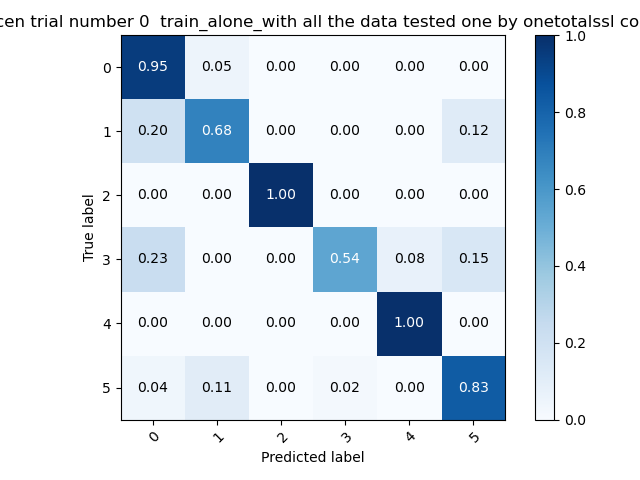 cen trial number 0 train_alone_with all the data tested one by onetotalssl co
1.0
0 0.95 0.05 0.00 0.00 0.00 0.00
0.8
1 0.20 0.68 0.00 0.00 0.00 0.12
2 0.00 0.00 1.00 0.00 0.00 0.00
0.6
True label
3 0.23 0.00 0.00 0.54 0.08 0.15
0.4
4 0.00 0.00 0.00 0.00 1.00 0.00
0.2
5 0.04 0.11 0.00 0.02 0.00 0.83
0.0
0 1 2 3 4 5
Predicted label